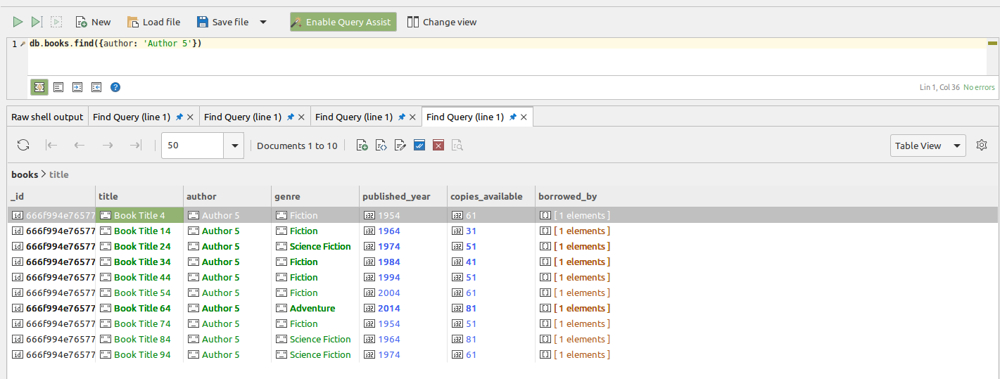 New Load file Save file Enable Query Assist Change view
1 db.books.find({author: 'Author 5'})
Lin 1, Col 36 No errors
Raw shell output Find Query (line 1) Find Query (line 1) Find Query (line 1) Find Query (line 1)
50 Documents 1 to 10 Table View
books > title
_id title author genre published_year copies_available borrowed_by
666f994e76577 Book Title 4 Author 5 Fiction 1954 61 [ 1 elements ]
666f994e76577 Book Title 14 Author 5 Fiction 1964 31 [ 1 elements ]
666f994e76577 Book Title 24 Author 5 Science Fiction 1974 51 [ 1 elements ]
666f994e76577 Book Title 34 Author 5 Fiction 1984 41 [ 1 elements ]
666f994e76577 Book Title 44 Author 5 Fiction 1994 51 [ 1 elements ]
666f994e76577 Book Title 54 Author 5 Fiction 2004 61 [ 1 elements ]
666f994e76577 Book Title 64 Author 5 Adventure 2014 81 [ 1 elements ]
666f994e76577 Book Title 74 Author 5 Fiction 1954 51 [ 1 elements ]
666f994e76577 Book Title 84 Author 5 Science Fiction 1964 81 [ 1 elements ]
666f994e76577 Book Title 94 Author 5 Science Fiction 1974 61 [ 1 elements ]